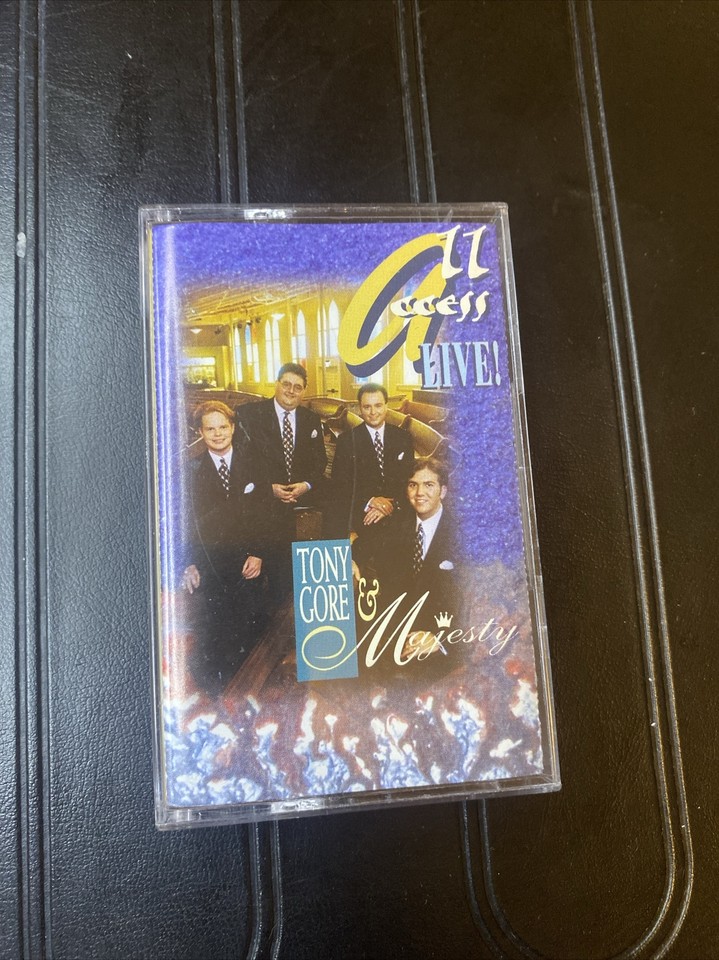 All
Access
LIVE!
TONY
GORE
& Majesty